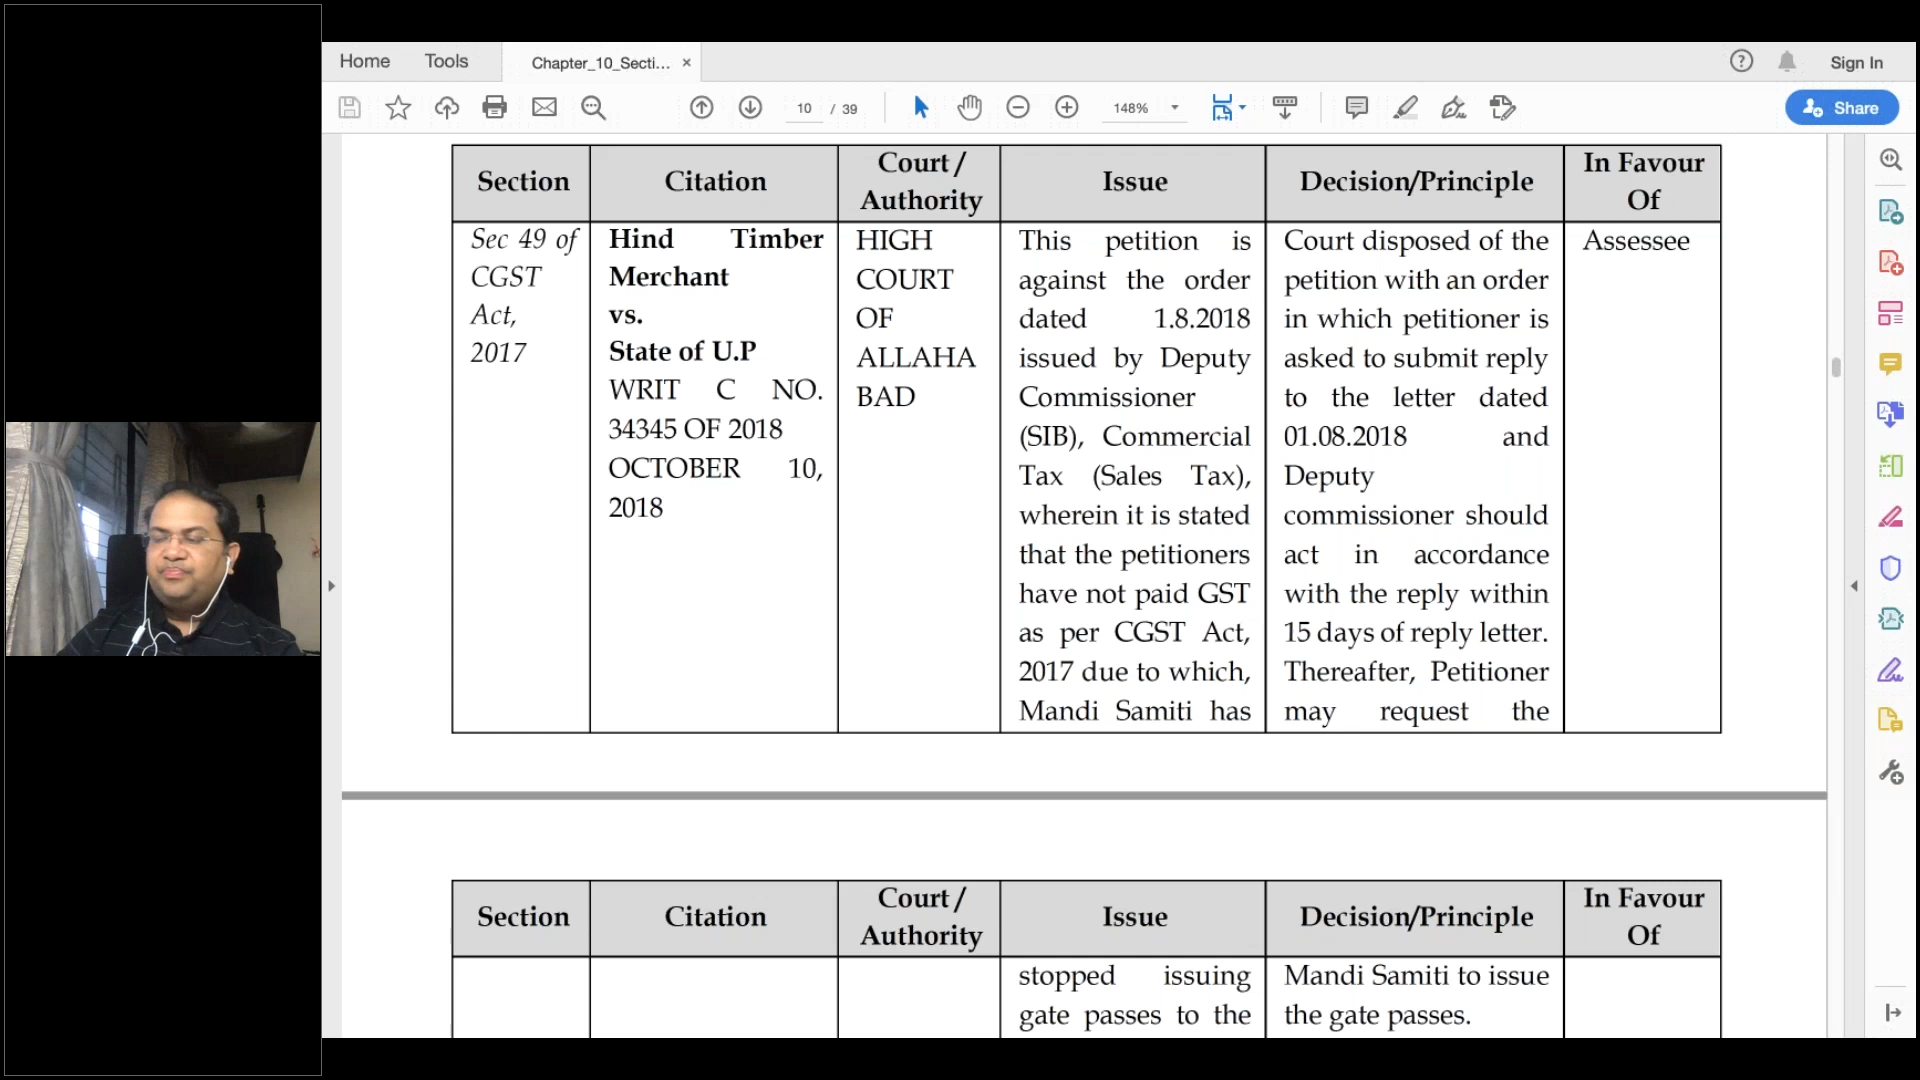 Home Tools Chapter_10_Secti... × Sign In
10 / 39 148% Share
Section Citation Court / Authority Issue Decision/Principle In Favour Of
Sec 49 of
CGST
Act,
2017
Hind Timber
Merchant
vs.
State of U.P
WRIT C NO.
34345 OF 2018
OCTOBER 10,
2018
HIGH
COURT
OF
ALLAHA
BAD
This petition is
against the order
dated 1.8.2018
issued by Deputy
Commissioner
(SIB), Commercial
Tax (Sales Tax),
wherein it is stated
that the petitioners
have not paid GST
as per CGST Act,
2017 due to which,
Mandi Samiti has
Court disposed of the
petition with an order
in which petitioner is
asked to submit reply
to the letter dated
01.08.2018 and
Deputy
commissioner should
act in accordance
with the reply within
15 days of reply letter.
Thereafter, Petitioner
may request the
Assessee
Section Citation Court / Authority Issue Decision/Principle In Favour Of
stopped issuing
gate passes to the
Mandi Samiti to issue
the gate passes.